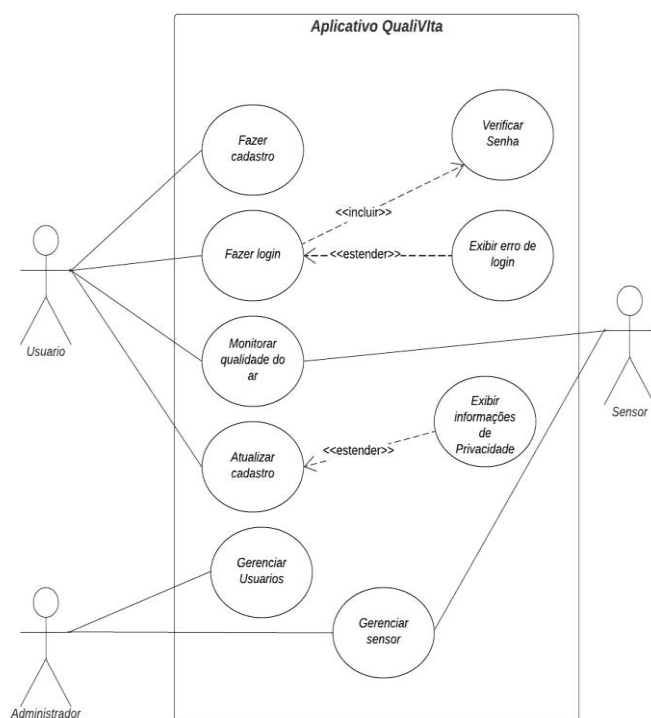 Aplicativo QualiVIta
Fazer
cadastro
Verificar
Senha
<<incluir>>
Fazer login
<<estender>>
Exibir erro de
login
Usuario
Monitorar
qualidade do
ar
Sensor
Exibir
informações
de
Privacidade
<<estender>>
Atualizar
cadastro
Gerenciar
Usuarios
Gerenciar
sensor
Administrador